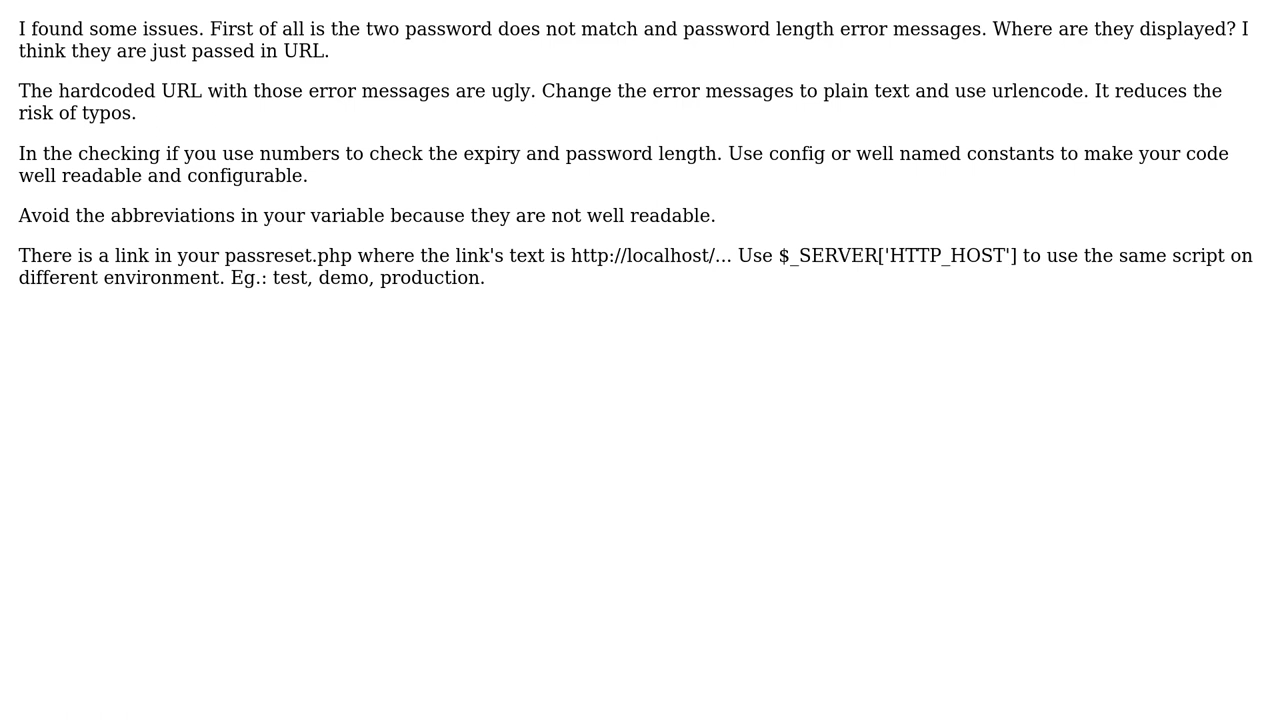 I found some issues. First of all is the two password does not match and password length error messages. Where are they displayed? I
think they are just passed in URL.
The hardcoded URL with those error messages are ugly. Change the error messages to plain text and use urlencode. It reduces the
risk of typos.
In the checking if you use numbers to check the expiry and password length. Use config or well named constants to make your code
well readable and configurable.
Avoid the abbreviations in your variable because they are not well readable.
There is a link in your passreset.php where the link's text is http://localhost/... Use $_SERVER['HTTP_HOST'] to use the same script on
different environment. Eg.: test, demo, production.